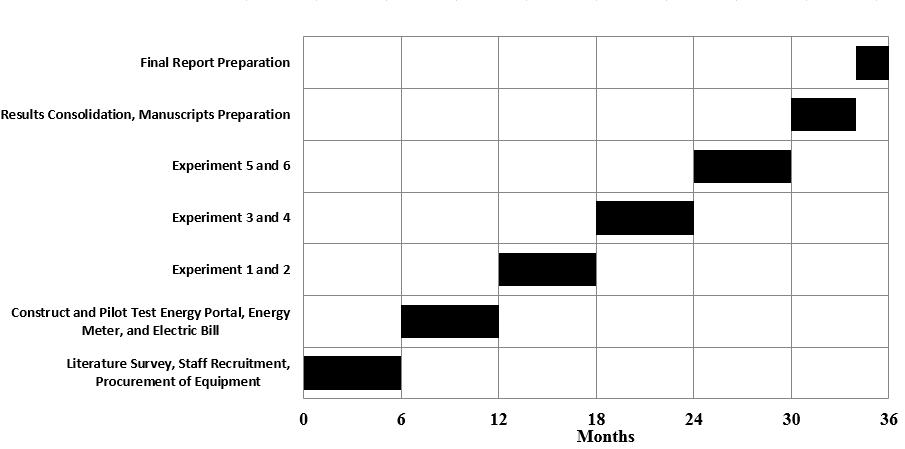 Final Report Preparation
Results Consolidation, Manuscripts Preparation
Experiment 5 and 6
Experiment 3 and 4
Experiment 1 and 2
Construct and Pilot Test Energy Portal, Energy
Meter, and Electric Bill
Literature Survey, Staff Recruitment,
Procurement of Equipment
0 6 12 18 24 30 36
Months